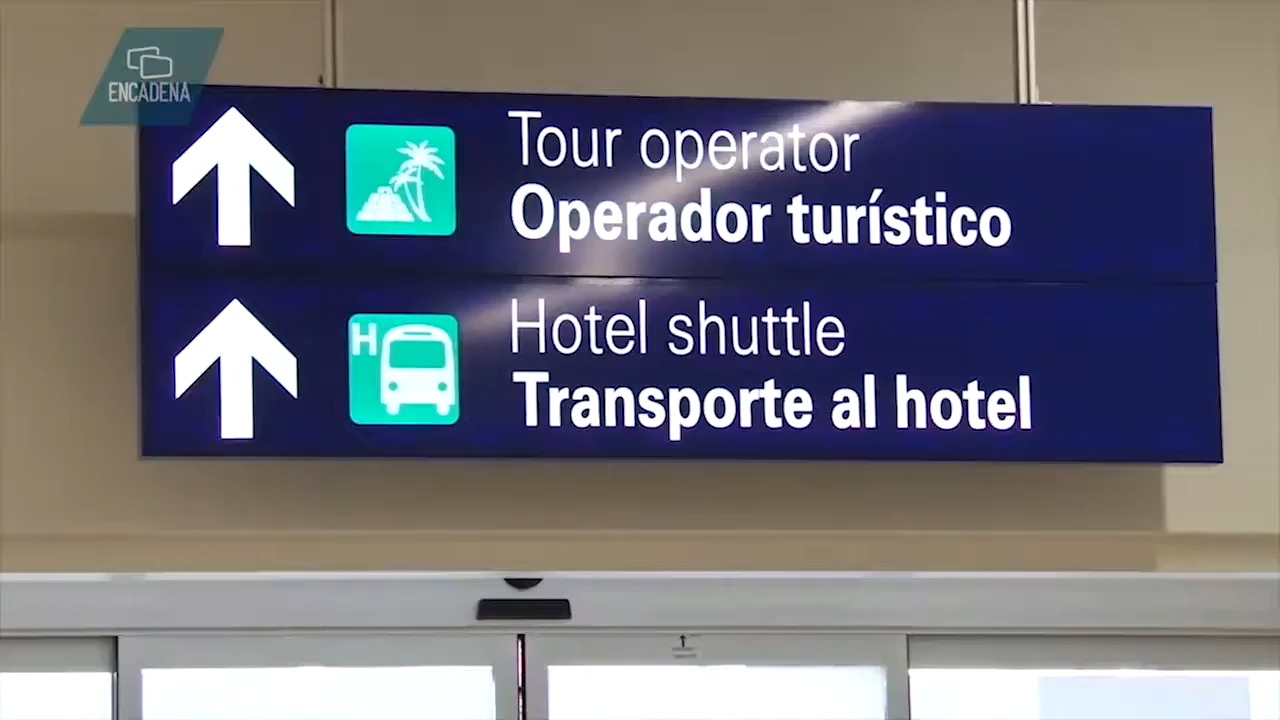 ENCADENA
Tour operator
Operador turístico
H
Hotel shuttle
Transporte al hotel